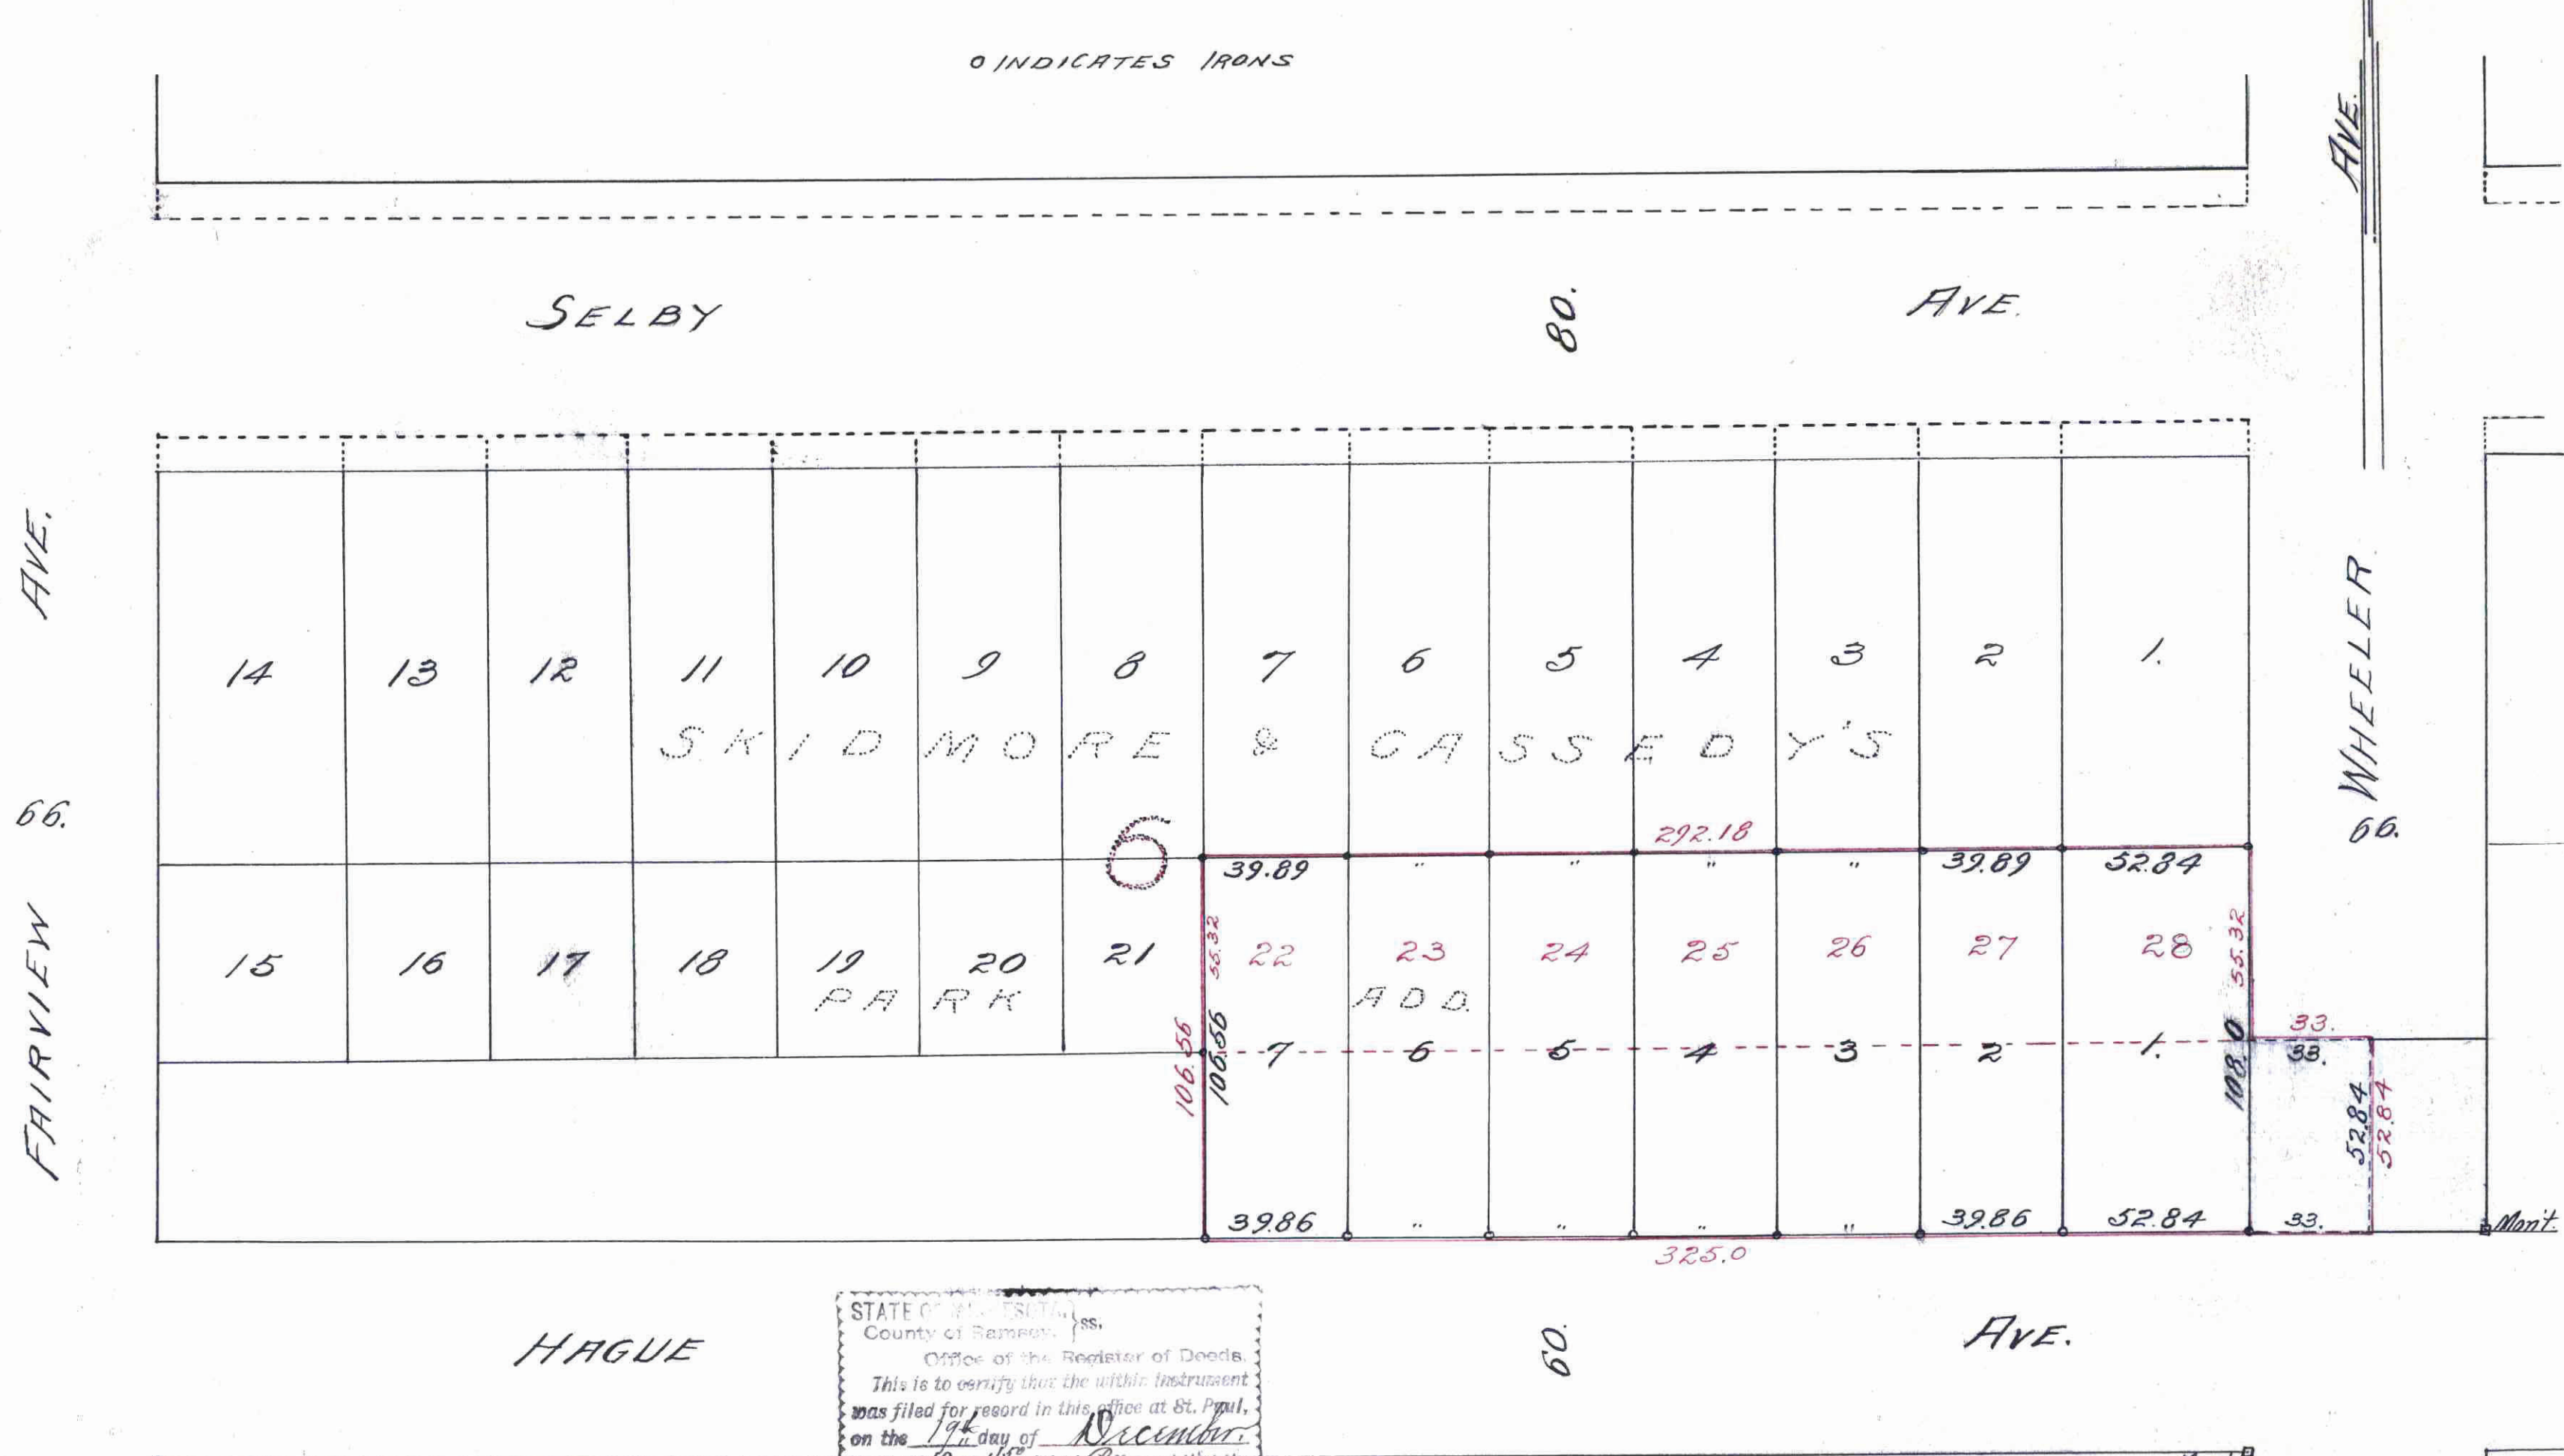 O INDICATES IRONS
AVE.
SELBY 80. AVE.
AVE.
WHEELER
14 13 12 11 10 9 8 7 6 5 4 3 2 1.
SKIDMORE & CASSEDY'S
66.
66.
6
292.18
39.89 " " " " 39.89 52.84
FAIRVIEW
55.32
55.32
15 16 17 18 19 20 21 22 23 24 25 26 27 28
PARK ADD.
106.56
106.56
108.0
33.
7 6 5 4 3 2 1. 33.
52.84
52.84
39.86 " " " " 39.86 52.84 33. Mon't.
325.0
STATE OF MINNESOTA, } ss.
County of Ramsey.
HAGUE 60. AVE.
Office of the Register of Deeds.
This is to certify that the within instrument
was filed for record in this office at St. Paul,
on the 19th day of December